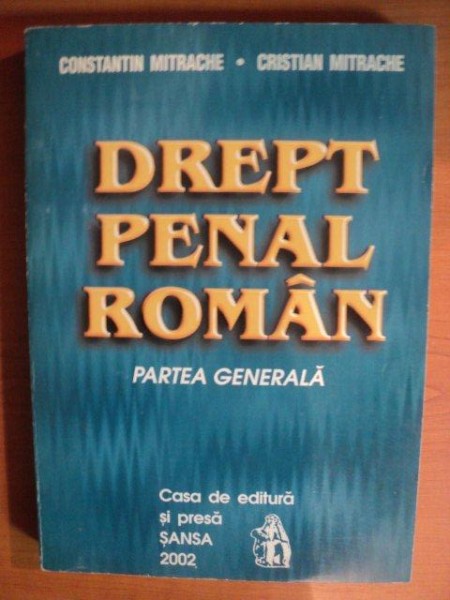 CONSTANTIN MITRACHE • CRISTIAN MITRACHE
DREPT
PENAL
ROMÂN
PARTEA GENERALĂ
Casa de editură
și presă
ȘANSA
2002